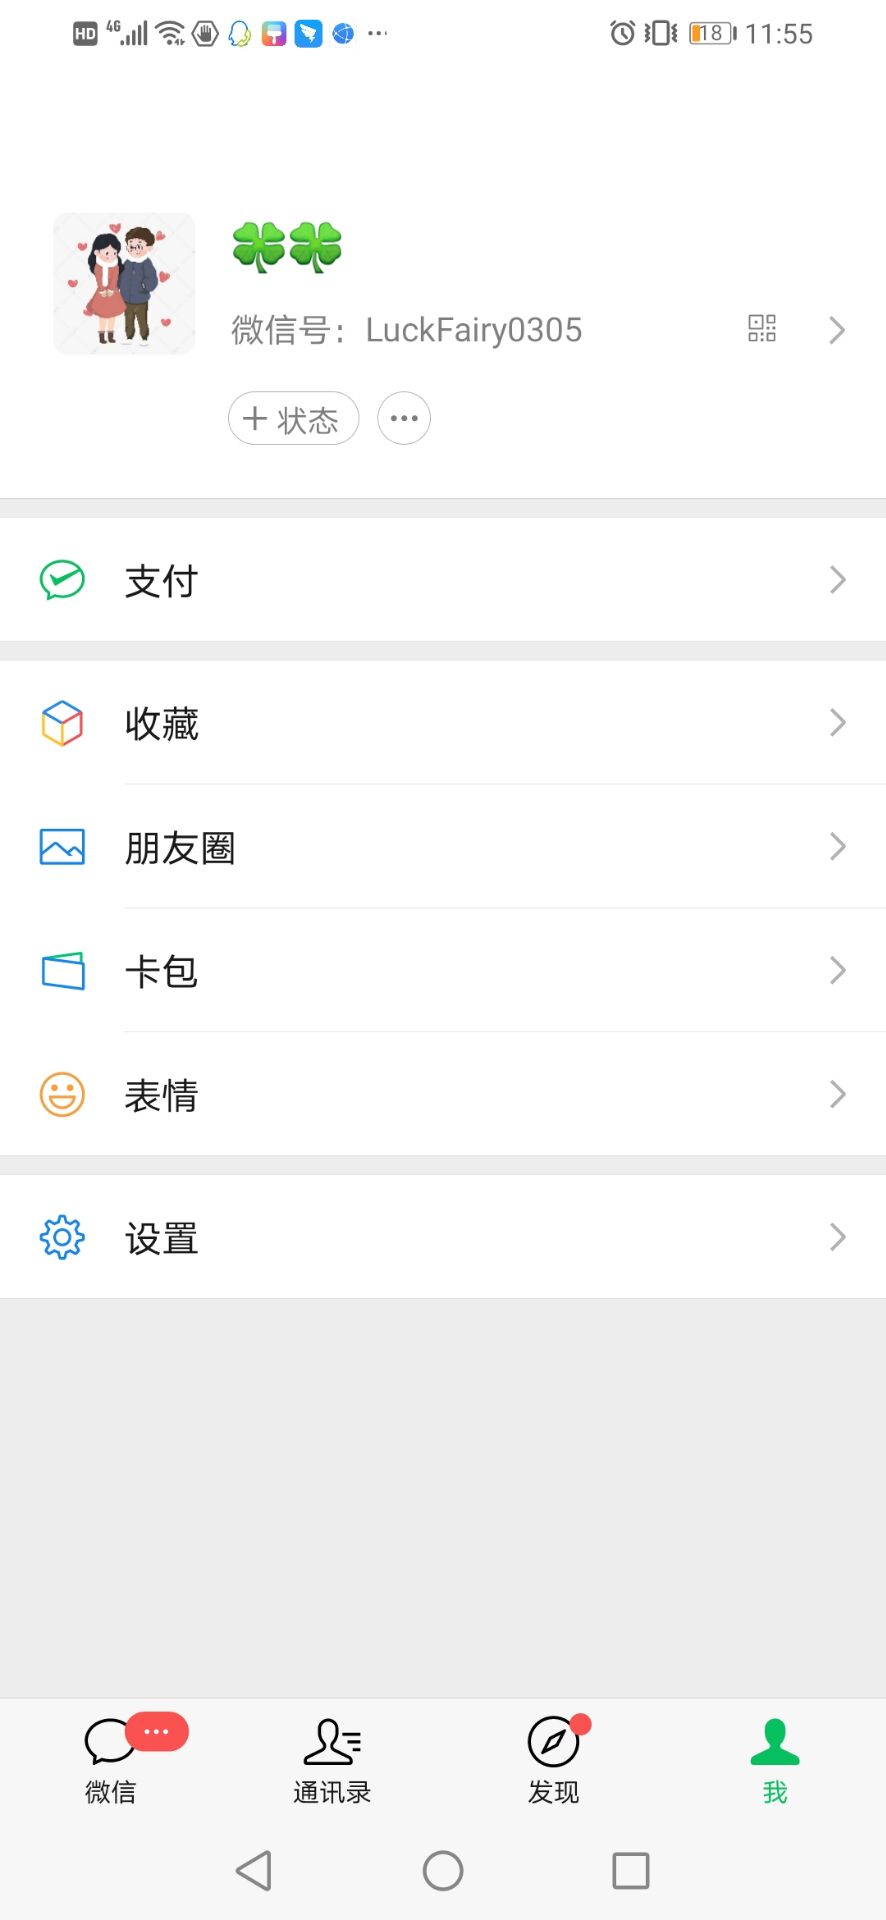 HD 4G 18 11:55
🍀🍀
微信号：LuckFairy0305
+ 状态 ···
支付
收藏
朋友圈
卡包
表情
设置
微信 通讯录 发现 我